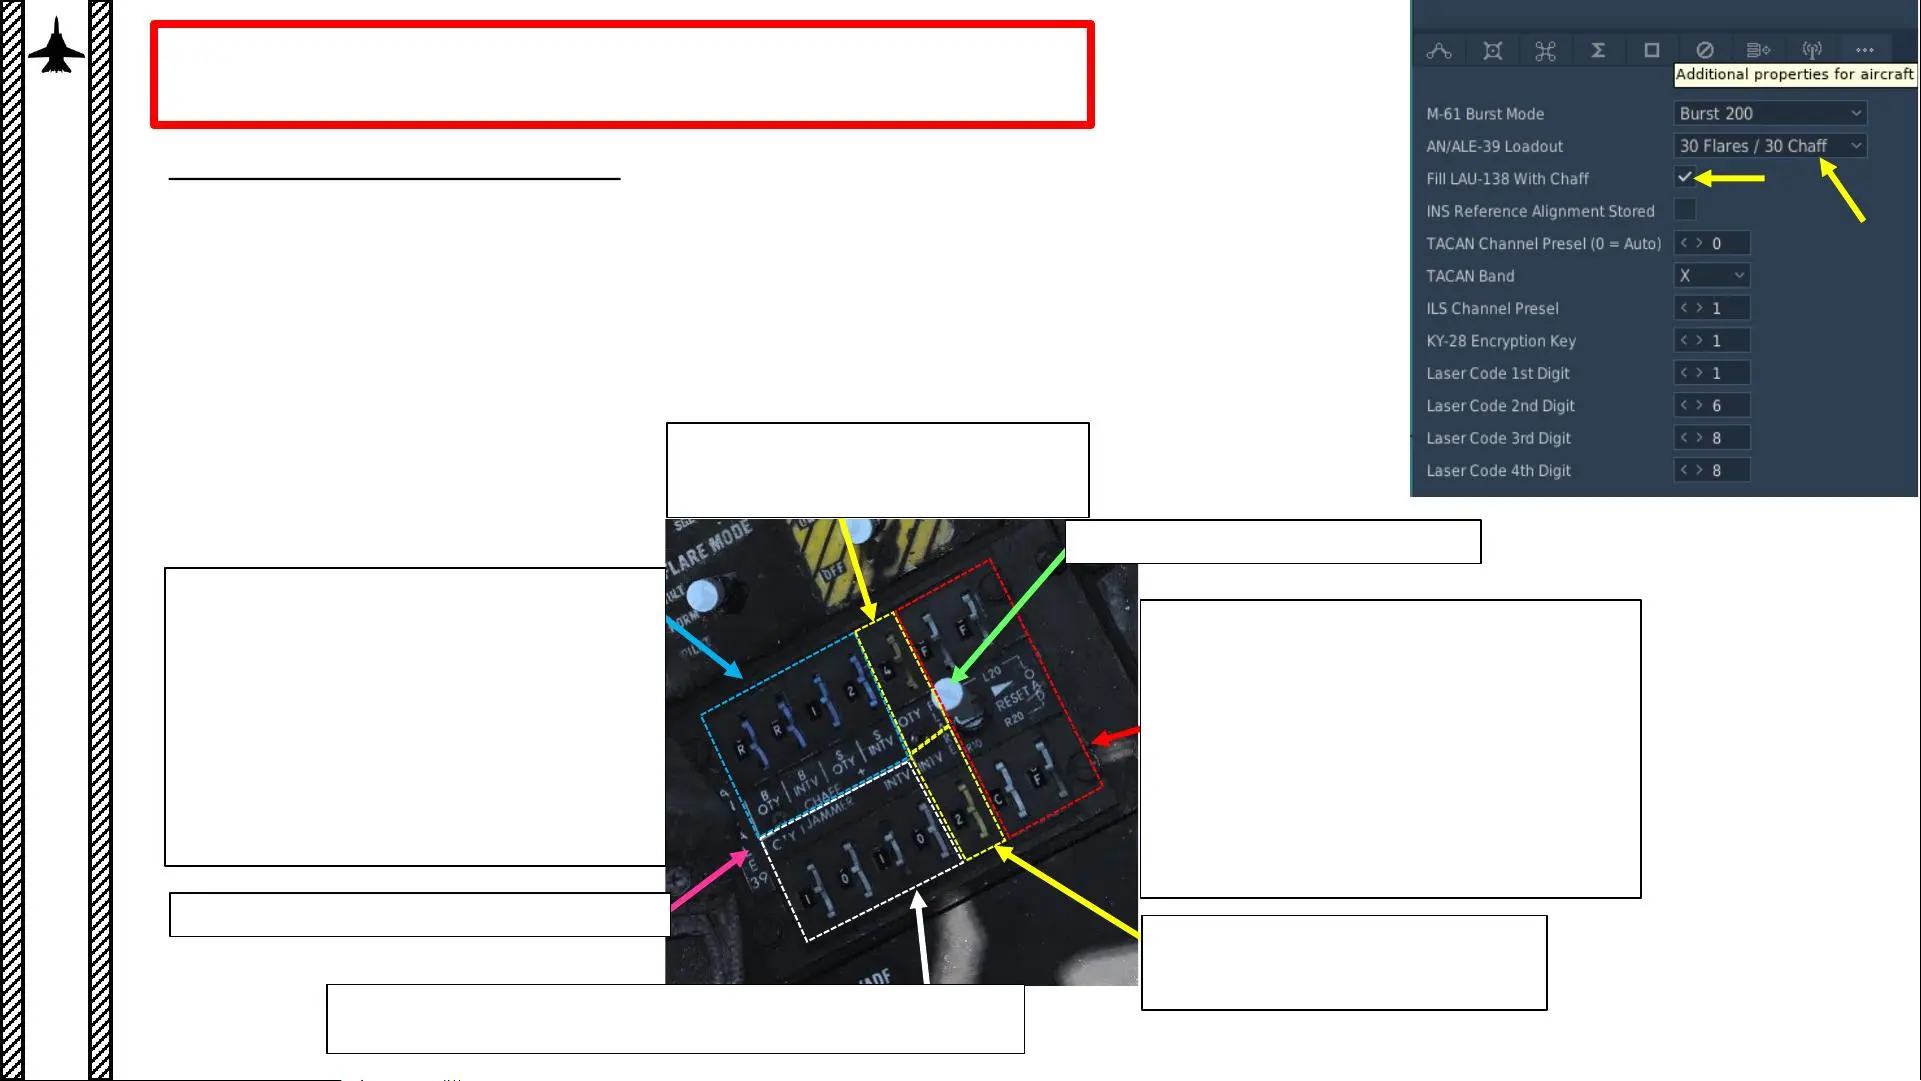 Additional properties for aircraft
M-61 Burst Mode
Burst 200
AN/ALE-39 Loadout
30 Flares / 30 Chaff
Fill LAU-138 With Chaff
INS Reference Alignment Stored
TACAN Channel Presel (0 = Auto)
< > 0
TACAN Band
X
ILS Channel Presel
< > 1
KY-28 Encryption Key
< > 1
Laser Code 1st Digit
< > 1
Laser Code 2nd Digit
< > 6
Laser Code 3rd Digit
< > 8
Laser Code 4th Digit
< > 8
FLARE MODE
OFF
NORM
F
F
4
2
1
R
R
L20
RESET
R20
QTY
INTV
S
INTV
S
QTY
B
INTV
B
QTY
CHAFF
JAMMER
INTV
F
C
2
0
1
0
1
39